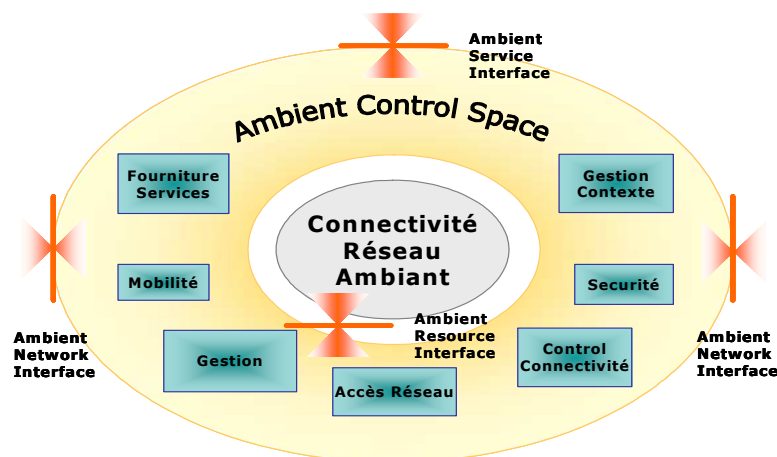 Ambient
Service
Interface
Ambient Control Space
Fourniture
Services
Gestion
Contexte
Connectivité
Réseau
Ambiant
Mobilité
Securité
Ambient
Network
Interface
Gestion
Ambient
Resource
Interface
Control
Connectivité
Ambient
Network
Interface
Accès Réseau